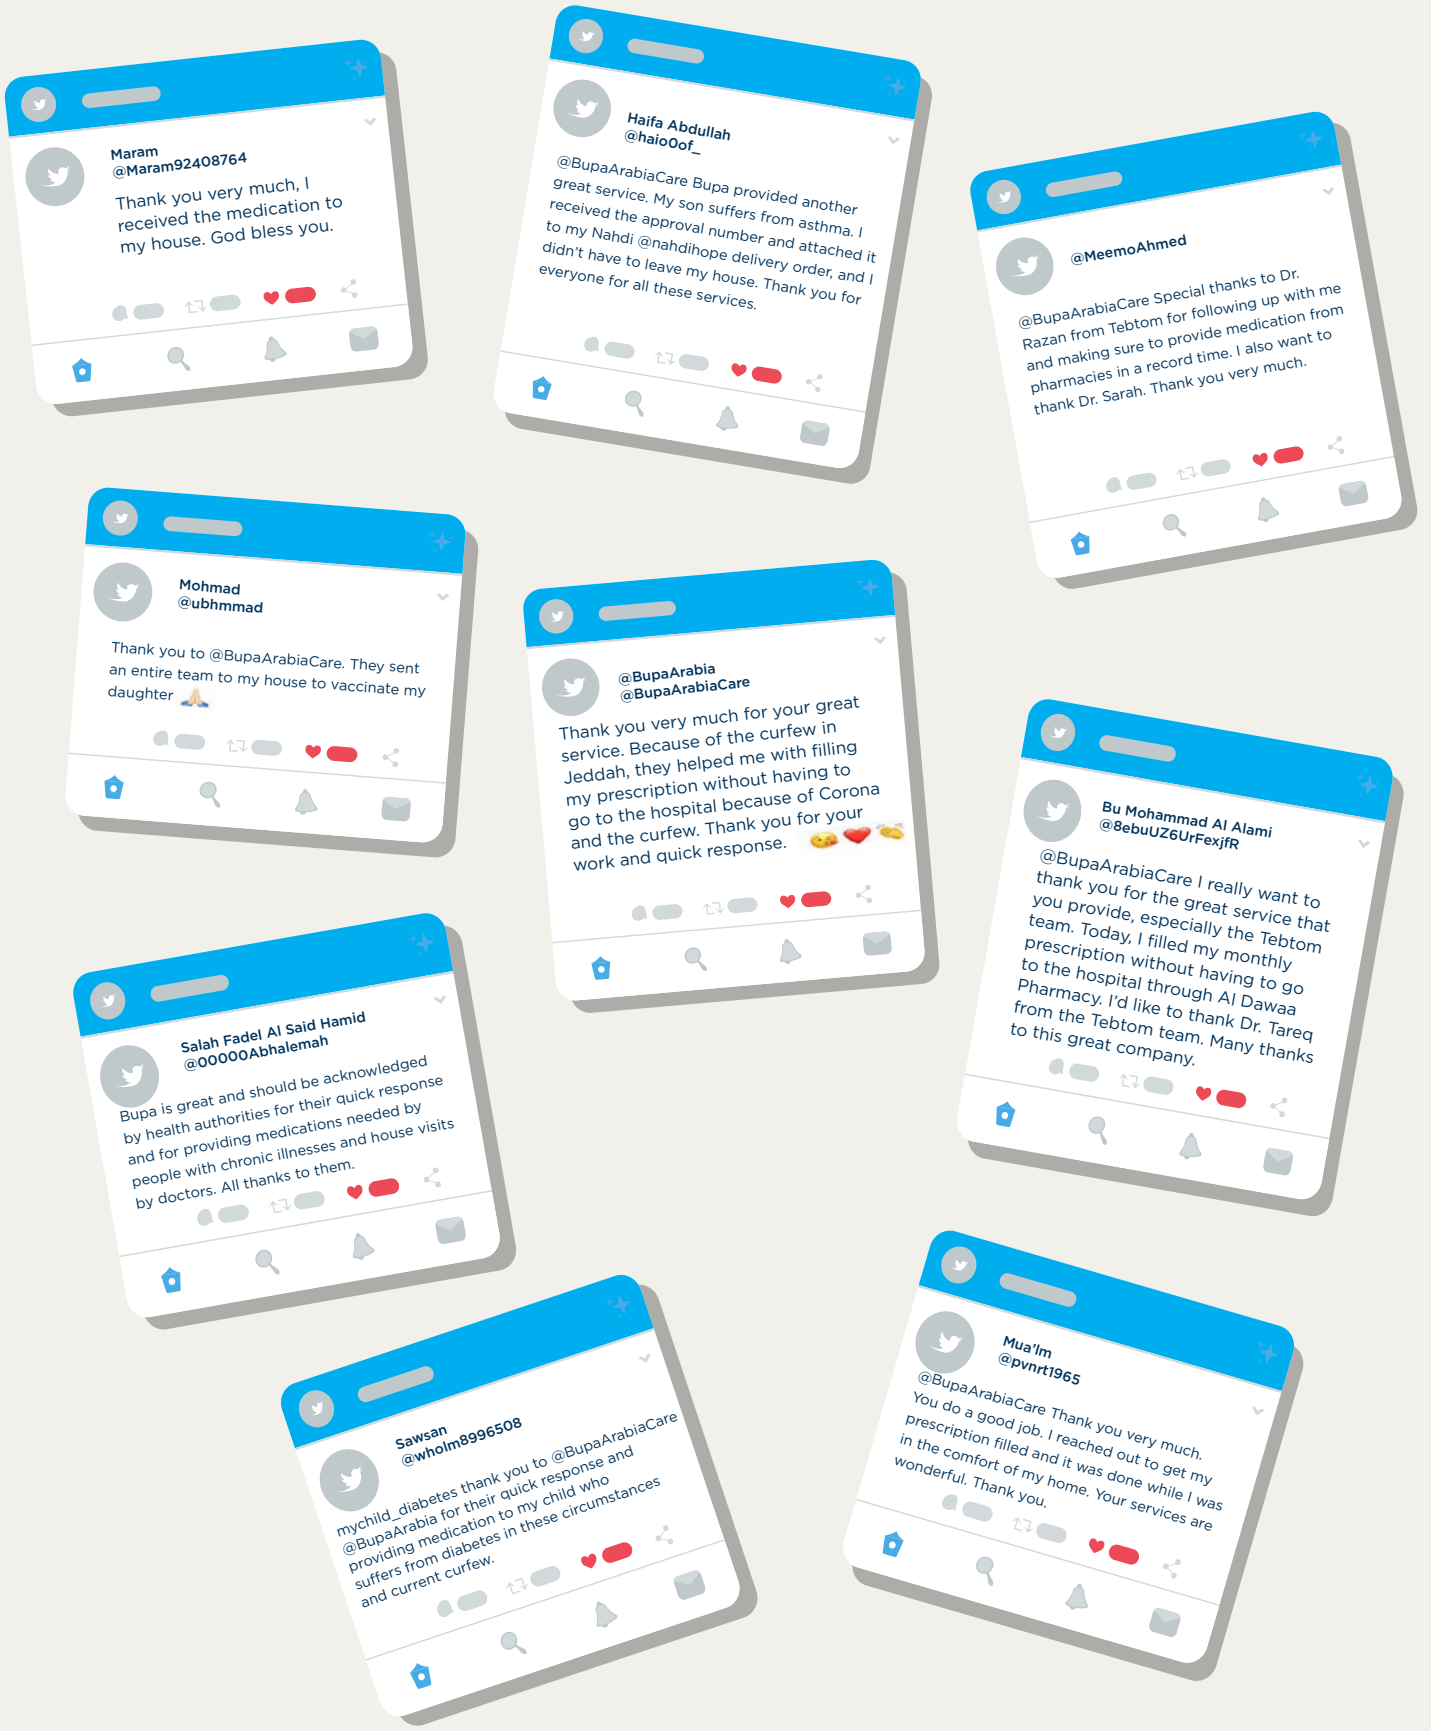 Maram
@Maram92408764
Thank you very much, I
received the medication to
my house. God bless you.
Haifa Abdullah
@haio0of_
@BupaArabiaCare Bupa provided another
great service. My son suffers from asthma. I
received the approval number and attached it
to my Nahdi @nahdihope delivery order, and I
didn't have to leave my house. Thank you for
everyone for all these services.
@MeemoAhmed
@BupaArabiaCare Special thanks to Dr.
Razan from Tebtom for following up with me
and making sure to provide medication from
pharmacies in a record time. I also want to
thank Dr. Sarah. Thank you very much.
Mohmad
@ubhmmad
Thank you to @BupaArabiaCare. They sent
an entire team to my house to vaccinate my
daughter 🙏🏻
@BupaArabia
@BupaArabiaCare
Thank you very much for your great
service. Because of the curfew in
Jeddah, they helped me with filling
my prescription without having to
go to the hospital because of Corona
and the curfew. Thank you for your
work and quick response. 😘❤️👏
Bu Mohammad Al Alami
@8ebuUZ6UrFexjfR
@BupaArabiaCare I really want to
thank you for the great service that
you provide, especially the Tebtom
team. Today, I filled my monthly
prescription without having to go
to the hospital through Al Dawaa
Pharmacy. I'd like to thank Dr. Tareq
from the Tebtom team. Many thanks
to this great company.
Salah Fadel Al Said Hamid
@00000Abhalemah
Bupa is great and should be acknowledged
by health authorities for their quick response
and for providing medications needed by
people with chronic illnesses and house visits
by doctors. All thanks to them.
Sawsan
@wholm8996508
mychild_diabetes thank you to @BupaArabiaCare
@BupaArabia for their quick response and
providing medication to my child who
suffers from diabetes in these circumstances
and current curfew.
Mua'lm
@pvnrt1965
@BupaArabiaCare Thank you very much.
You do a good job. I reached out to get my
prescription filled and it was done while I was
in the comfort of my home. Your services are
wonderful. Thank you.